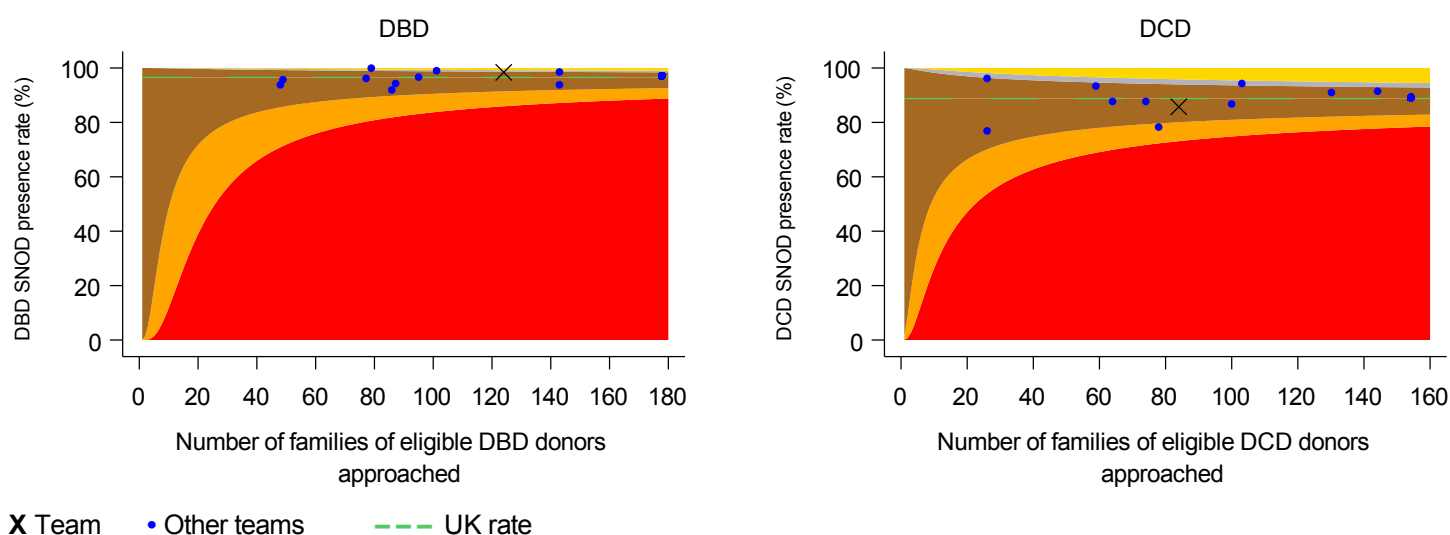 DBD
DBD SNOD presence rate (%)
100
80
60
40
20
0
0 20 40 60 80 100 120 140 160 180
Number of families of eligible DBD donors
approached
DCD
DCD SNOD presence rate (%)
100
80
60
40
20
0
0 20 40 60 80 100 120 140 160
Number of families of eligible DCD donors
approached
X Team Other teams UK rate